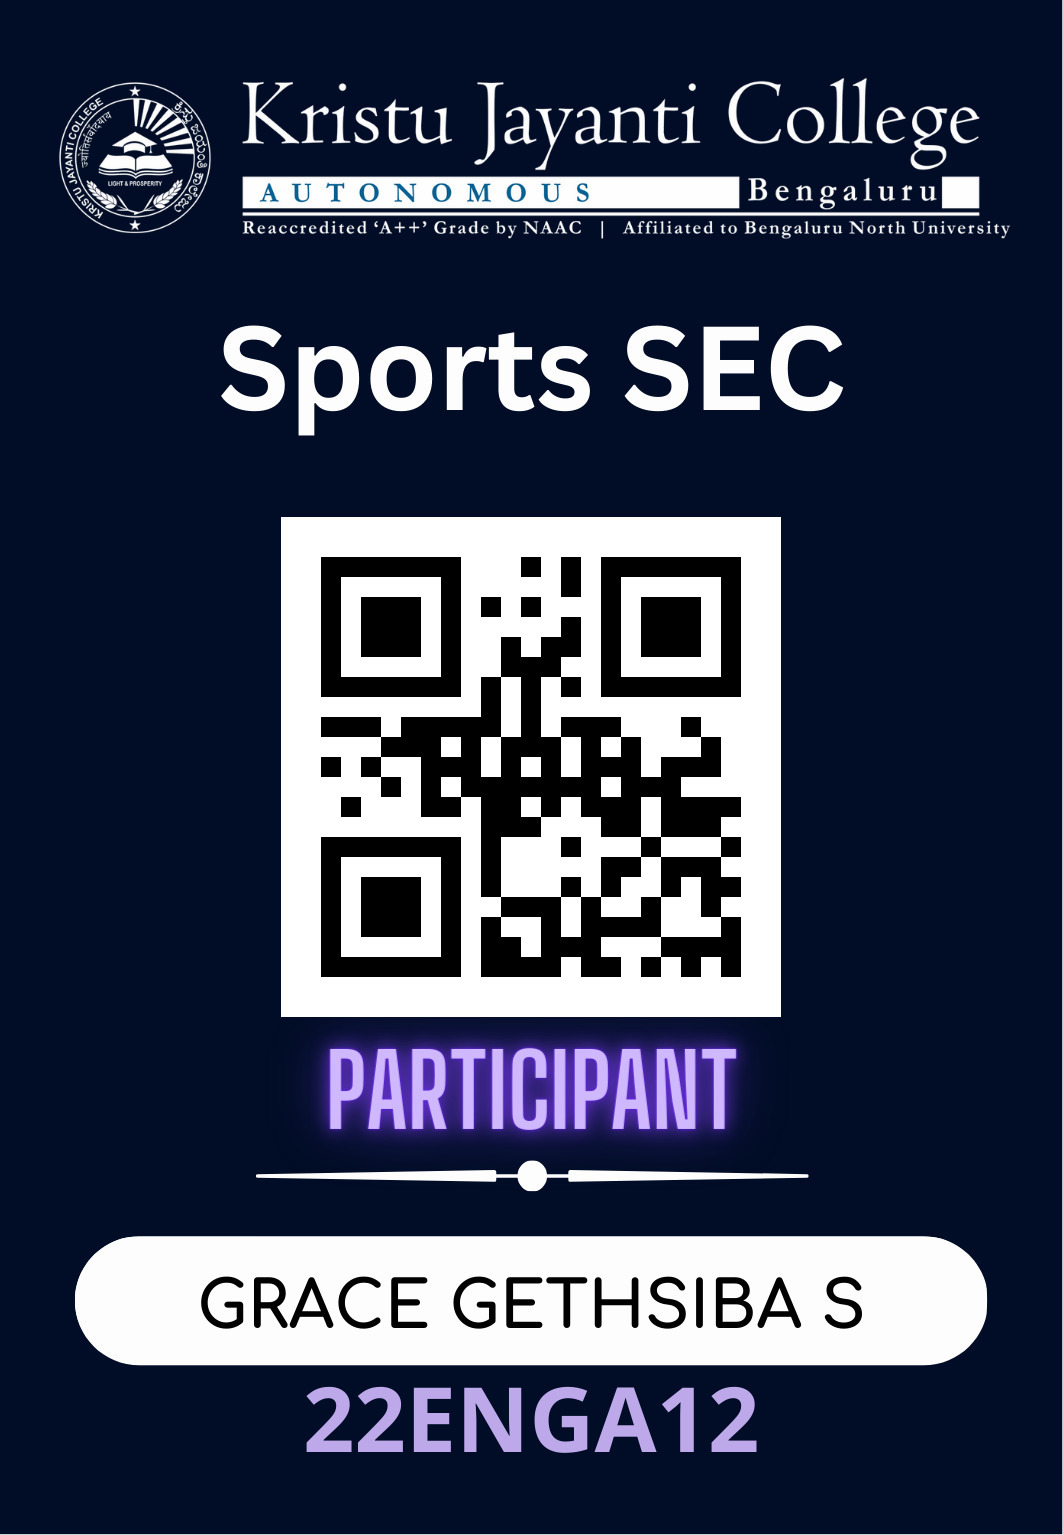 Kristu Jayanti College
AUTONOMOUS Bengaluru
Reaccredited ‘A++’ Grade by NAAC | Affiliated to Bengaluru North University
KRISTU JAYANTI COLLEGE
LIGHT & PROSPERITY
Sports SEC
PARTICIPANT
GRACE GETHSIBA S
22ENGA12